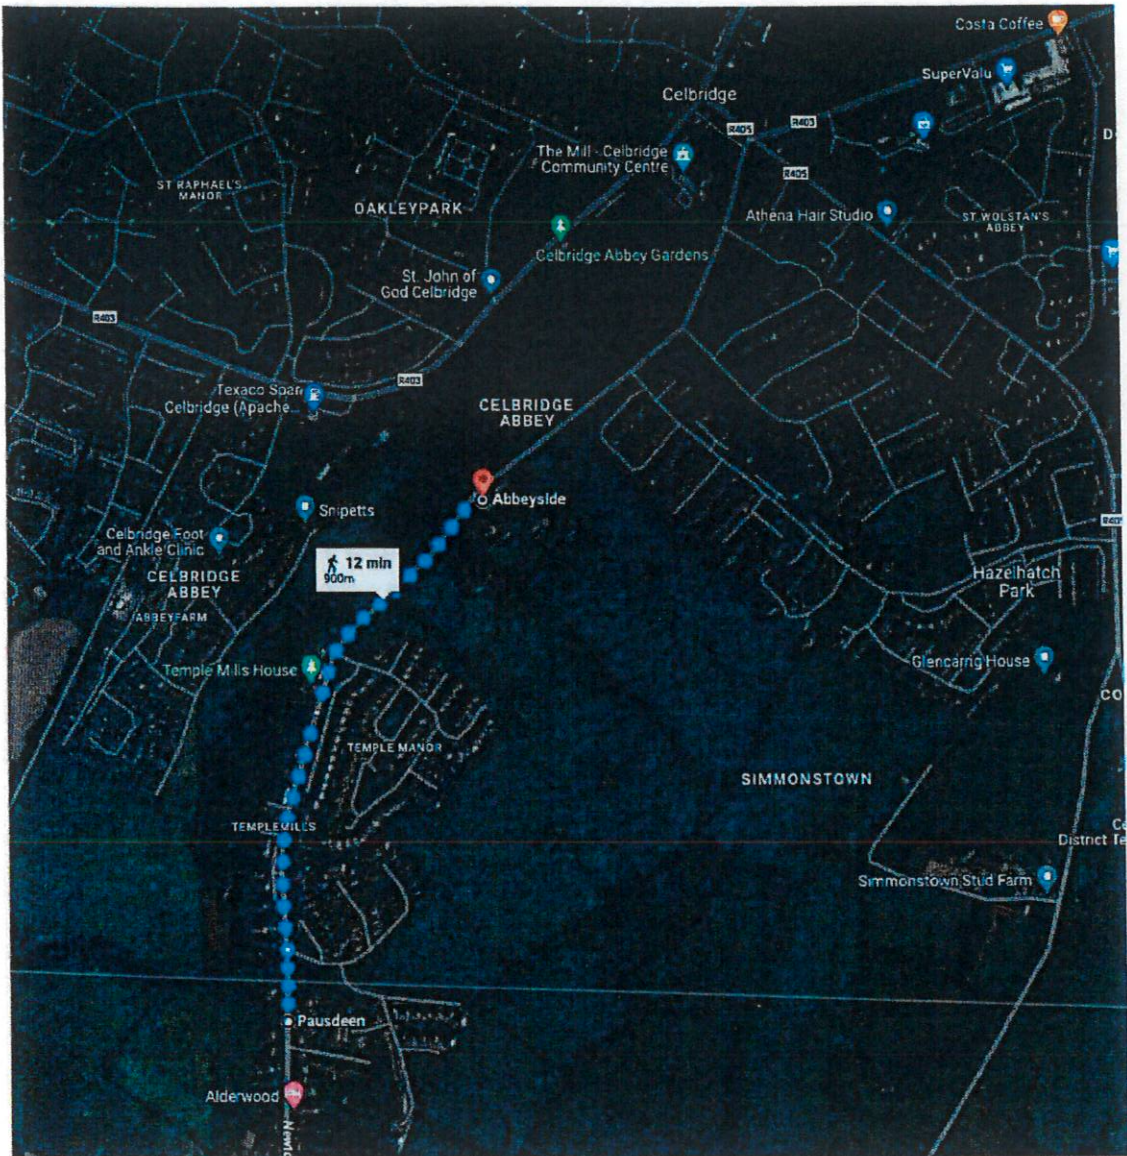 Costa Coffee
SuperValu
Celbridge
R405
R403
The Mill - Celbridge
Community Centre
R405
ST RAPHAEL'S
MANOR
OAKLEYPARK
Athena Hair Studio
ST WOLSTAN'S
ABBEY
Celbridge Abbey Gardens
St. John of
God Celbridge
R403
R403
Texaco Spar
Celbridge (Apache...
CELBRIDGE
ABBEY
Abbeyside
Snipetts
Celbridge Foot
and Ankle Clinic
12 min
900m
CELBRIDGE
ABBEY
ABBEYFARM
Hazelhatch
Park
Temple Mills House
Glencarrig House
CO
TEMPLE MANOR
SIMMONSTOWN
TEMPLEMILLS
Ce
District Te
Simmonstown Stud Farm
Pausdeen
Alderwood